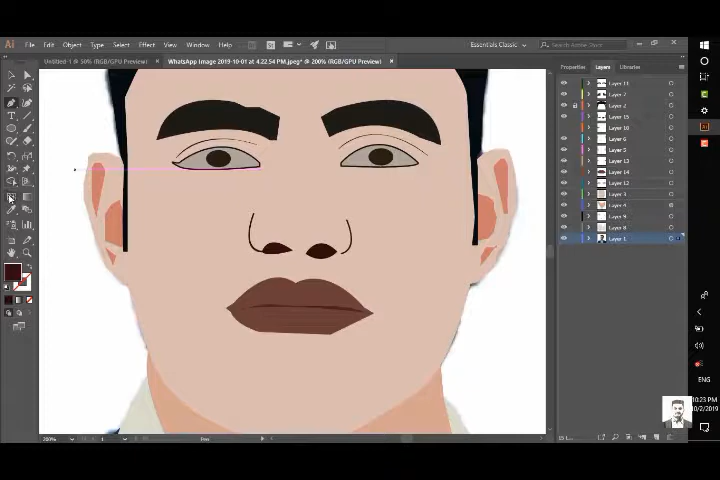 Ai File Edit Object Type Select Effect View Window Help
Essentials Classic
Untitled-1 @ 50% (RGB/GPU Preview) WhatsApp Image 2019-10-01 at 4.22.54 PM.jpeg* @ 200% (RGB/GPU Preview)
Properties Layers Libraries
Layer 11
Layer 7
Layer 2
Layer 15
Layer 10
Layer 6
Layer 5
Layer 13
Layer 14
Layer 12
Layer 3
Layer 4
Layer 9
Layer 8
Layer 1
ENG
10:23 PM
10/2/2019
200% 1 Pen